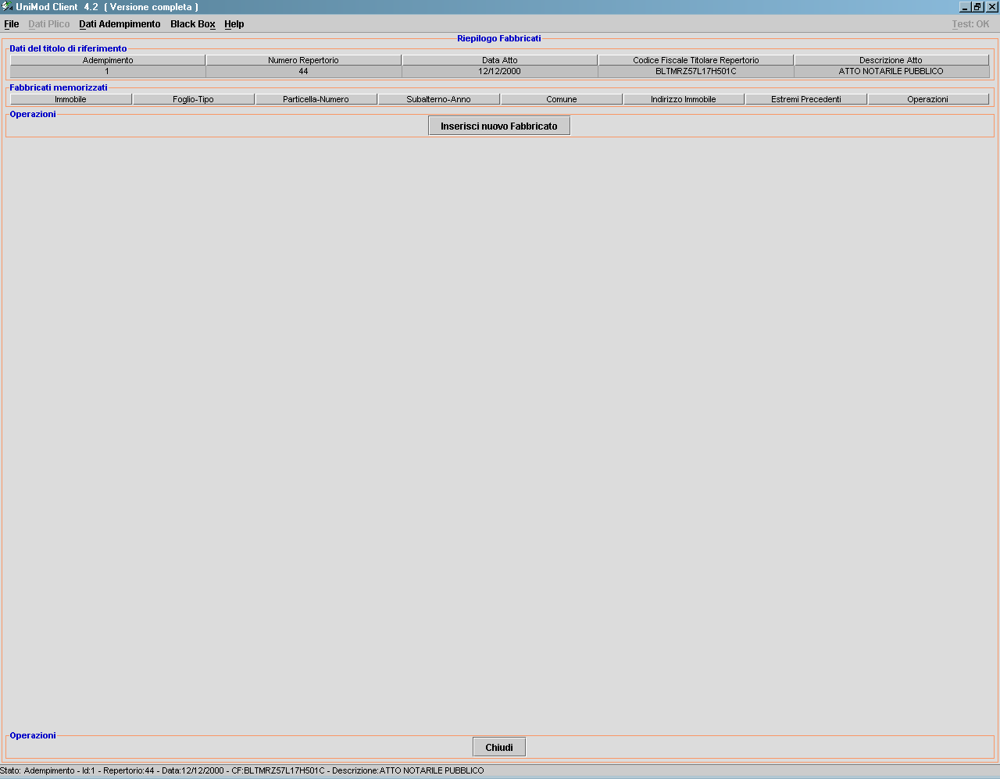 UniMod Client 4.2 ( Versione completa )
File Dati Plico Dati Adempimento Black Box Help Test: OK
Riepilogo Fabbricati
Dati del titolo di riferimento
Adempimento Numero Repertorio Data Atto Codice Fiscale Titolare Repertorio Descrizione Atto
1 44 12/12/2000 BLTMRZ57L17H501C ATTO NOTARILE PUBBLICO
Fabbricati memorizzati
Immobile Foglio-Tipo Particella-Numero Subalterno-Anno Comune Indirizzo Immobile Estremi Precedenti Operazioni
Operazioni
Inserisci nuovo Fabbricato
Operazioni
Chiudi
Stato: Adempimento - Id:1 - Repertorio:44 - Data:12/12/2000 - CF:BLTMRZ57L17H501C - Descrizione:ATTO NOTARILE PUBBLICO